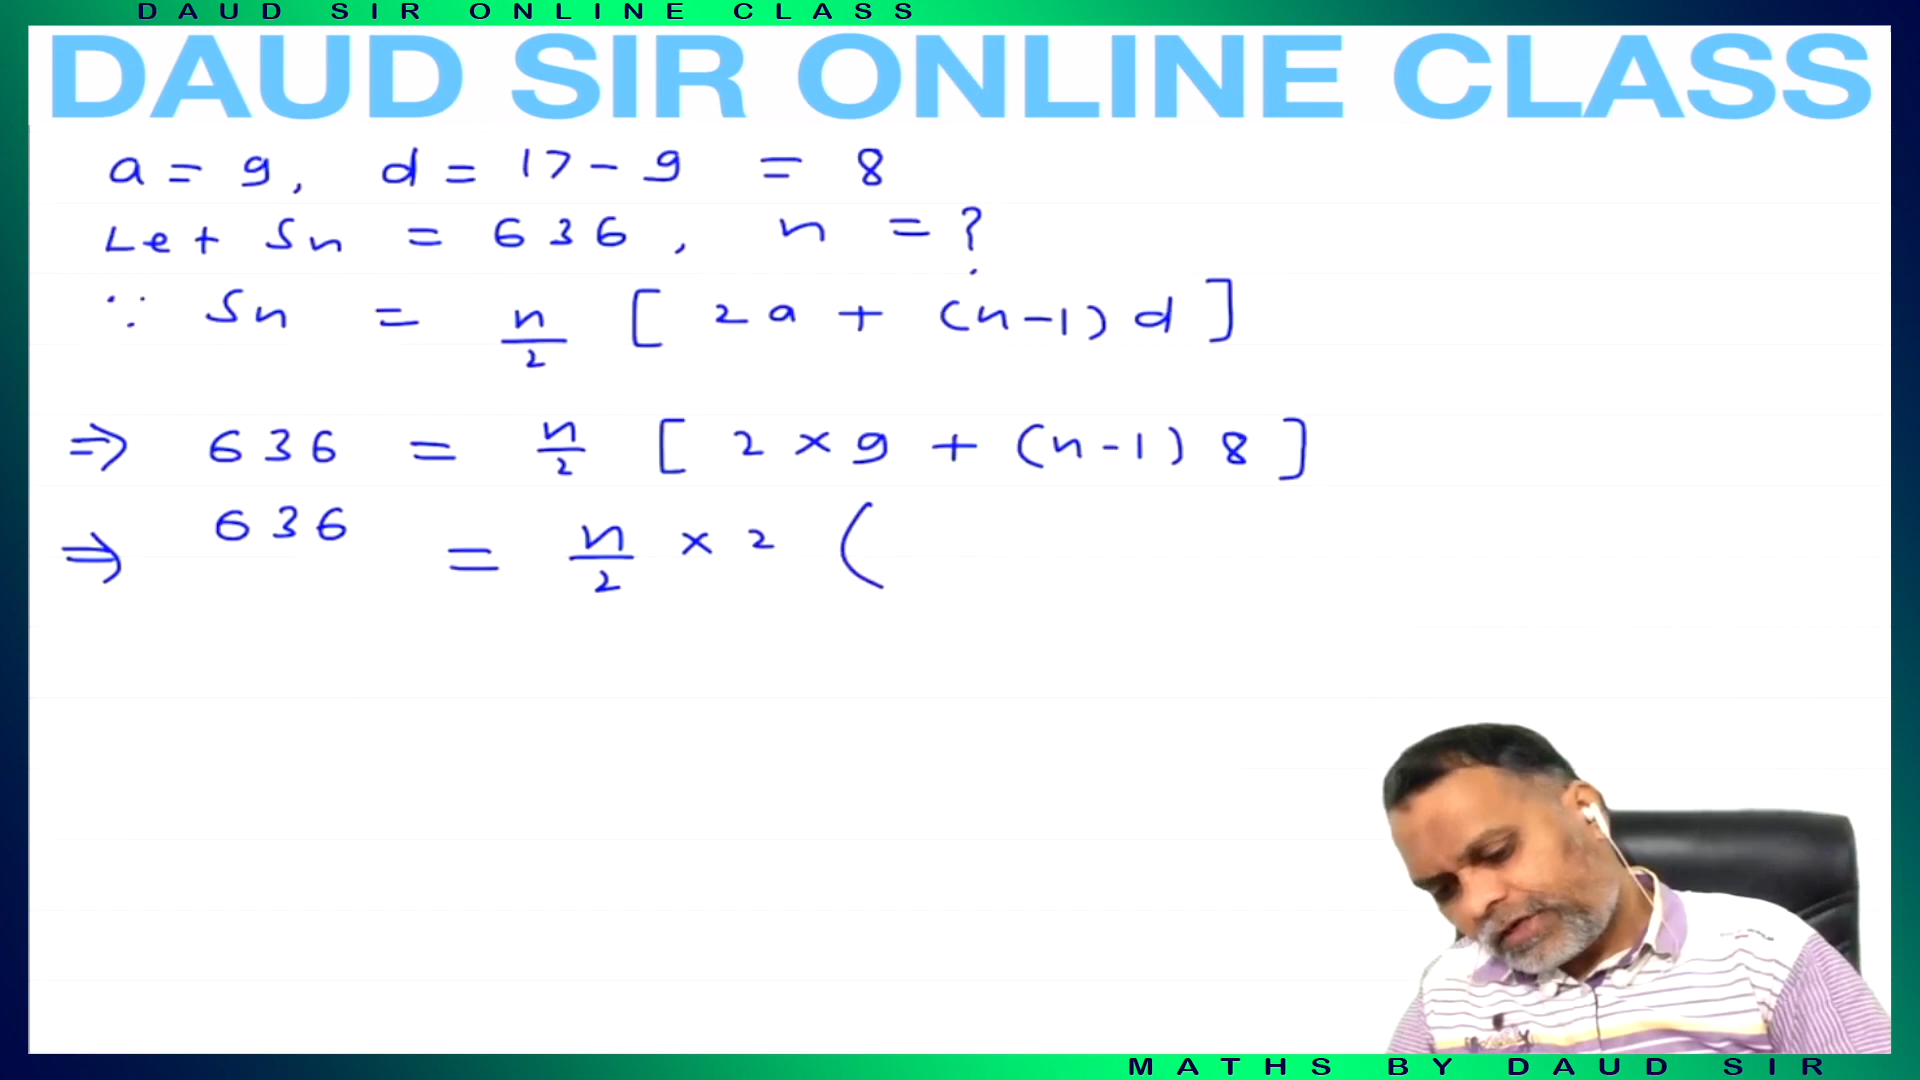 DAUD SIR ONLINE CLASS
DAUD SIR ONLINE CLASS
a = 9, d = 17 - 9 = 8
Let Sn = 636, n = ?
∵ Sn = n/2 [ 2a + (n-1) d ]
⇒ 636 = n/2 [ 2 × 9 + (n-1) 8 ]
⇒ 636 = n/2 × 2 (
MATHS BY DAUD SIR